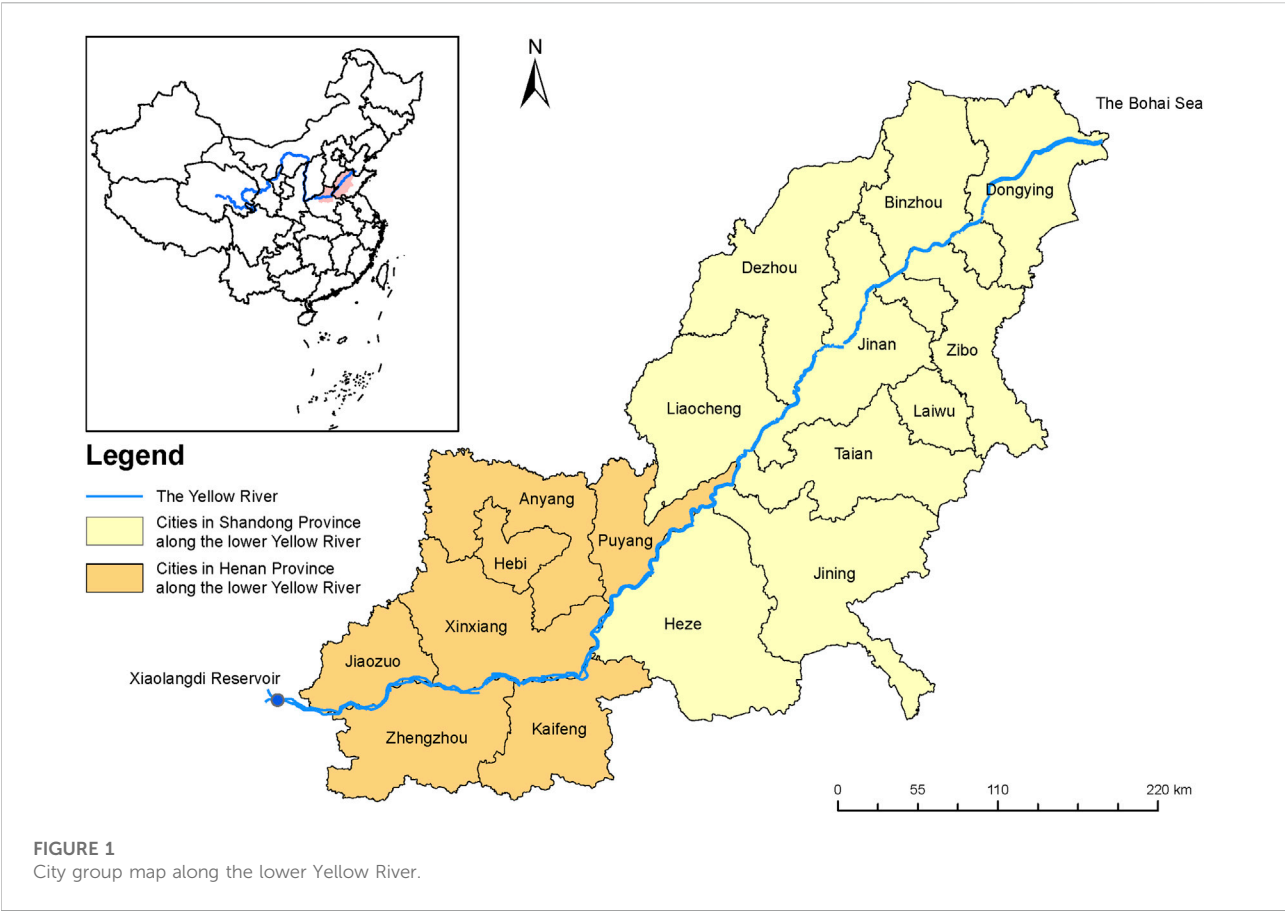 N
The Bohai Sea
Dongying
Binzhou
Dezhou
Jinan
Zibo
Liaocheng
Laiwu
Taian
Legend
The Yellow River
Cities in Shandong Province
along the lower Yellow River
Cities in Henan Province
along the lower Yellow River
Anyang
Puyang
Hebi
Jining
Xinxiang
Heze
Jiaozuo
Xiaolangdi Reservoir
Zhengzhou
Kaifeng
0 55 110 220 km
FIGURE 1
City group map along the lower Yellow River.